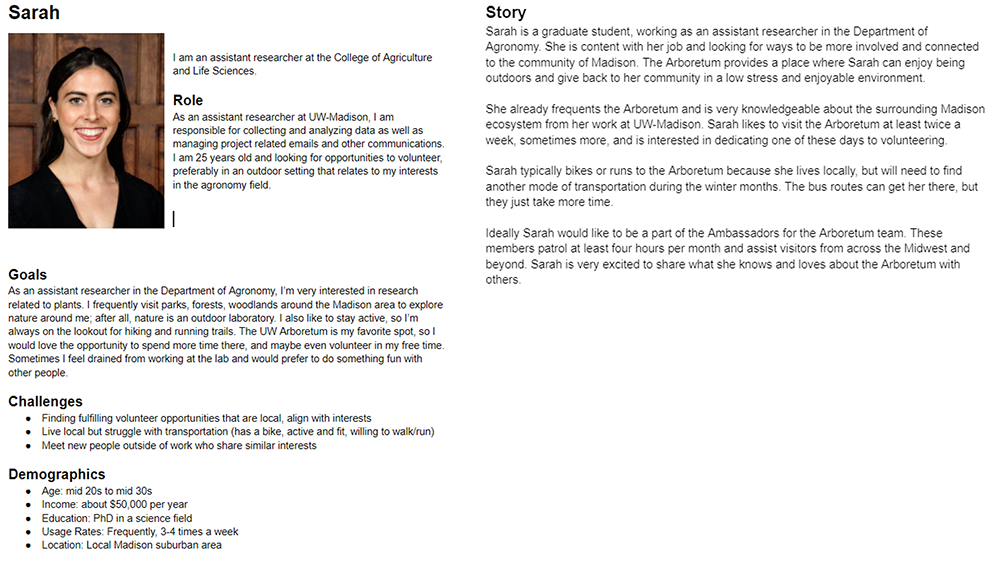 Sarah
I am an assistant researcher at the College of Agriculture
and Life Sciences.
Role
As an assistant researcher at UW-Madison, I am
responsible for collecting and analyzing data as well as
managing project related emails and other communications.
I am 25 years old and looking for opportunities to volunteer,
preferably in an outdoor setting that relates to my interests
in the agronomy field.
Goals
As an assistant researcher in the Department of Agronomy, I'm very interested in research
related to plants. I frequently visit parks, forests, woodlands around the Madison area to explore
nature around me; after all, nature is an outdoor laboratory. I also like to stay active, so I'm
always on the lookout for hiking and running trails. The UW Arboretum is my favorite spot, so I
would love the opportunity to spend more time there, and maybe even volunteer in my free time.
Sometimes I feel drained from working at the lab and would prefer to do something fun with
other people.
Challenges
● Finding fulfilling volunteer opportunities that are local, align with interests
● Live local but struggle with transportation (has a bike, active and fit, willing to walk/run)
● Meet new people outside of work who share similar interests
Demographics
● Age: mid 20s to mid 30s
● Income: about $50,000 per year
● Education: PhD in a science field
● Usage Rates: Frequently, 3-4 times a week
● Location: Local Madison suburban area
Story
Sarah is a graduate student, working as an assistant researcher in the Department of
Agronomy. She is content with her job and looking for ways to be more involved and connected
to the community of Madison. The Arboretum provides a place where Sarah can enjoy being
outdoors and give back to her community in a low stress and enjoyable environment.
She already frequents the Arboretum and is very knowledgeable about the surrounding Madison
ecosystem from her work at UW-Madison. Sarah likes to visit the Arboretum at least twice a
week, sometimes more, and is interested in dedicating one of these days to volunteering.
Sarah typically bikes or runs to the Arboretum because she lives locally, but will need to find
another mode of transportation during the winter months. The bus routes can get her there, but
they just take more time.
Ideally Sarah would like to be a part of the Ambassadors for the Arboretum team. These
members patrol at least four hours per month and assist visitors from across the Midwest and
beyond. Sarah is very excited to share what she knows and loves about the Arboretum with
others.